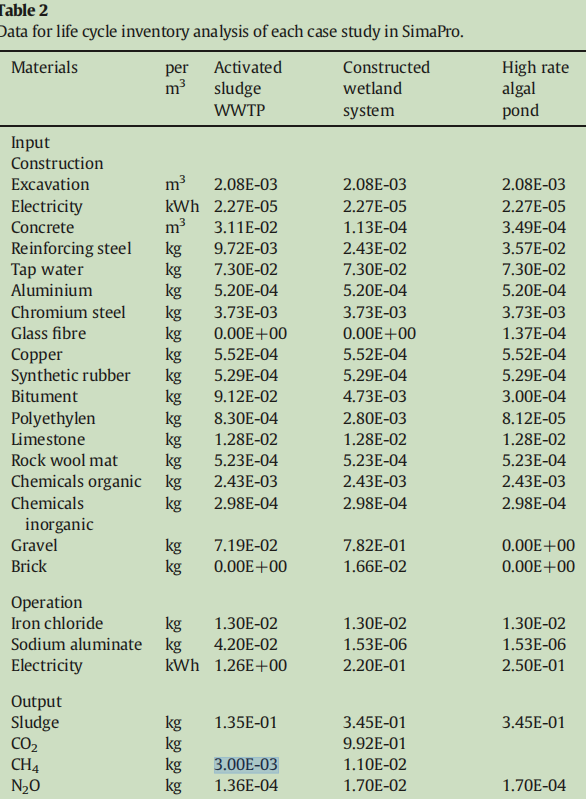 Table 2
Data for life cycle inventory analysis of each case study in SimaPro.
Materials per m³ Activated sludge WWTP Constructed wetland system High rate algal pond
Input
Construction
Excavation m³ 2.08E-03 2.08E-03 2.08E-03
Electricity kWh 2.27E-05 2.27E-05 2.27E-05
Concrete m³ 3.11E-02 1.13E-04 3.49E-04
Reinforcing steel kg 9.72E-03 2.43E-02 3.57E-02
Tap water kg 7.30E-02 7.30E-02 7.30E-02
Aluminium kg 5.20E-04 5.20E-04 5.20E-04
Chromium steel kg 3.73E-03 3.73E-03 3.73E-03
Glass fibre kg 0.00E+00 0.00E+00 1.37E-04
Copper kg 5.52E-04 5.52E-04 5.52E-04
Synthetic rubber kg 5.29E-04 5.29E-04 5.29E-04
Bitument kg 9.12E-02 4.73E-03 3.00E-04
Polyethylen kg 8.30E-04 2.80E-03 8.12E-05
Limestone kg 1.28E-02 1.28E-02 1.28E-02
Rock wool mat kg 5.23E-04 5.23E-04 5.23E-04
Chemicals organic kg 2.43E-03 2.43E-03 2.43E-03
Chemicals inorganic kg 2.98E-04 2.98E-04 2.98E-04
Gravel kg 7.19E-02 7.82E-01 0.00E+00
Brick kg 0.00E+00 1.66E-02 0.00E+00
Operation
Iron chloride kg 1.30E-02 1.30E-02 1.30E-02
Sodium aluminate kg 4.20E-02 1.53E-06 1.53E-06
Electricity kWh 1.26E+00 2.20E-01 2.50E-01
Output
Sludge kg 1.35E-01 3.45E-01 3.45E-01
CO₂ kg 9.92E-01
CH₄ kg 3.00E-03 1.10E-02
N₂O kg 1.36E-04 1.70E-02 1.70E-04